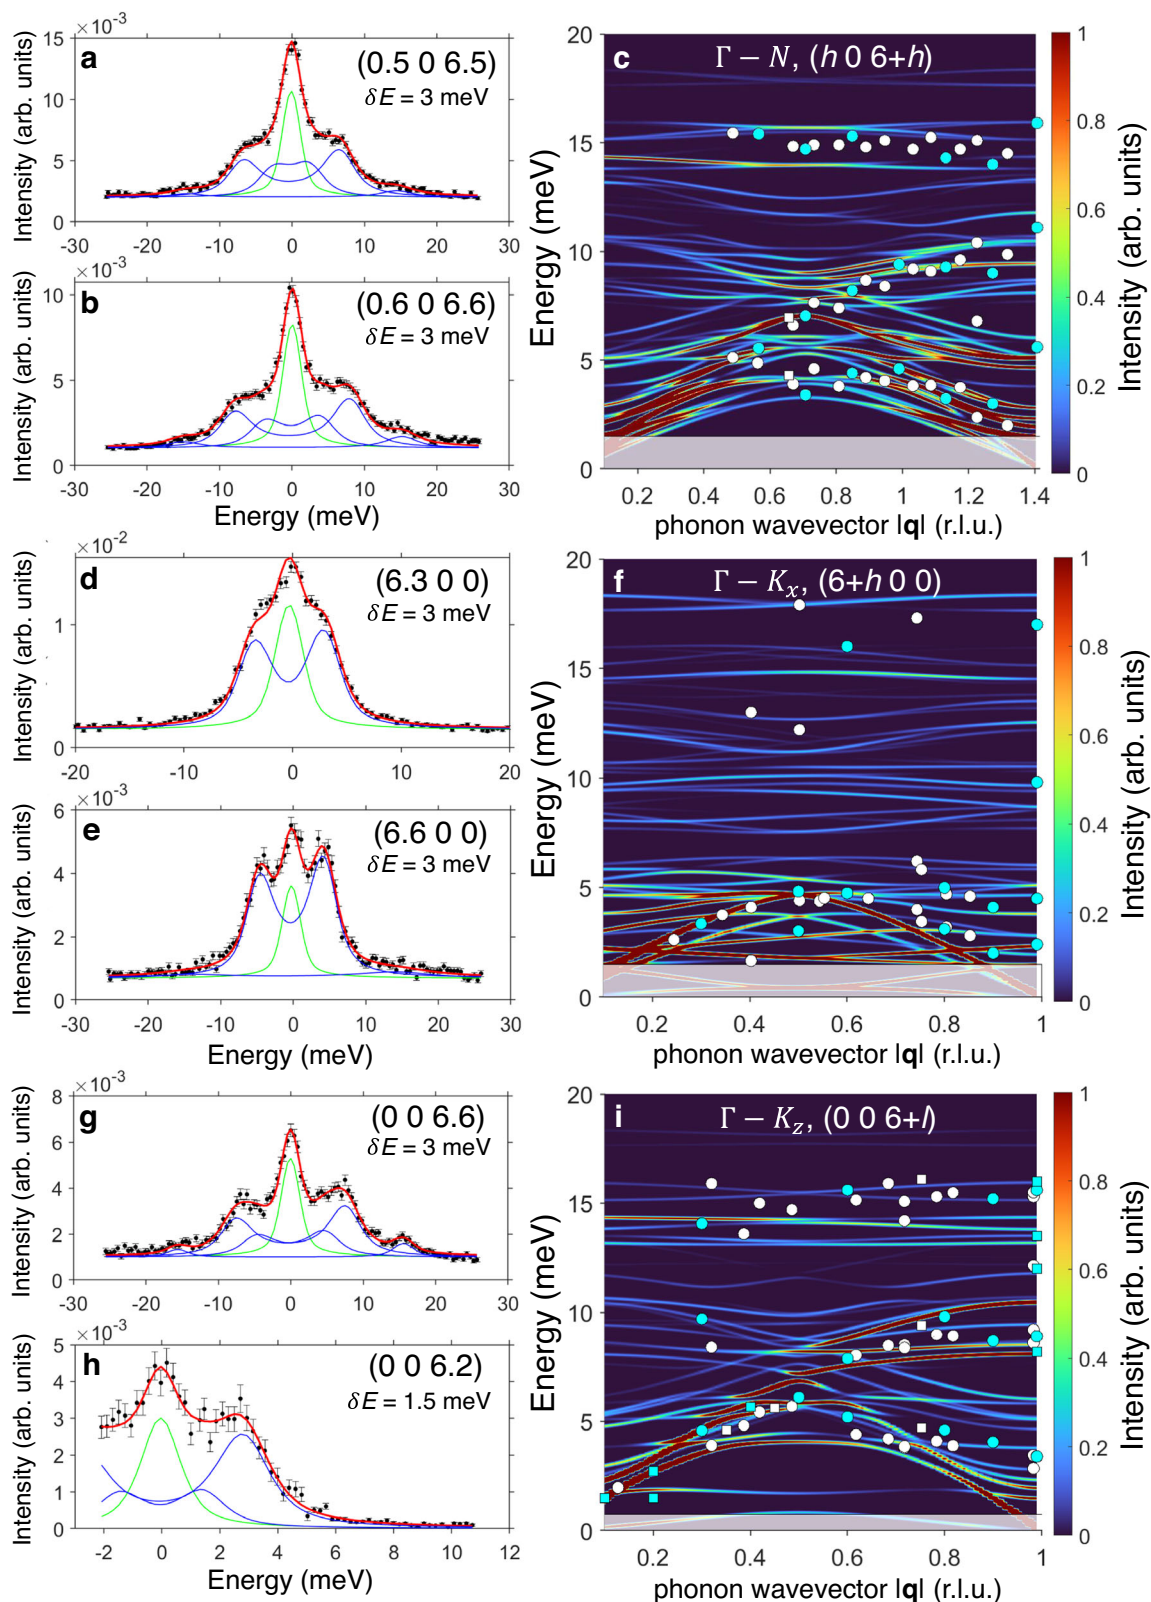 ×10⁻³
15
10
5
0
-30 -20 -10 0 10 20 30
Intensity (arb. units)
a
(0.5 0 6.5)
δE = 3 meV
×10⁻³
10
5
0
-30 -20 -10 0 10 20 30
Energy (meV)
Intensity (arb. units)
b
(0.6 0 6.6)
δE = 3 meV
c
Γ – N, (h 0 6+h)
20
15
10
5
0
0.2 0.4 0.6 0.8 1 1.2 1.4
Energy (meV)
phonon wavevector |q| (r.l.u.)
1
0.8
0.6
0.4
0.2
0
Intensity (arb. units)
×10⁻²
1
0
-20 -10 0 10 20
Intensity (arb. units)
d
(6.3 0 0)
δE = 3 meV
×10⁻³
6
4
2
0
-30 -20 -10 0 10 20 30
Energy (meV)
Intensity (arb. units)
e
(6.6 0 0)
δE = 3 meV
f
Γ – Kₓ, (6+h 0 0)
20
15
10
5
0
0.2 0.4 0.6 0.8 1
Energy (meV)
phonon wavevector |q| (r.l.u.)
1
0.8
0.6
0.4
0.2
0
Intensity (arb. units)
×10⁻³
8
6
4
2
0
-30 -20 -10 0 10 20 30
Intensity (arb. units)
g
(0 0 6.6)
δE = 3 meV
×10⁻³
5
4
3
2
1
0
-2 0 2 4 6 8 10 12
Energy (meV)
Intensity (arb. units)
h
(0 0 6.2)
δE = 1.5 meV
i
Γ – K_z, (0 0 6+l)
20
15
10
5
0
0.2 0.4 0.6 0.8 1
Energy (meV)
phonon wavevector |q| (r.l.u.)
1
0.8
0.6
0.4
0.2
0
Intensity (arb. units)